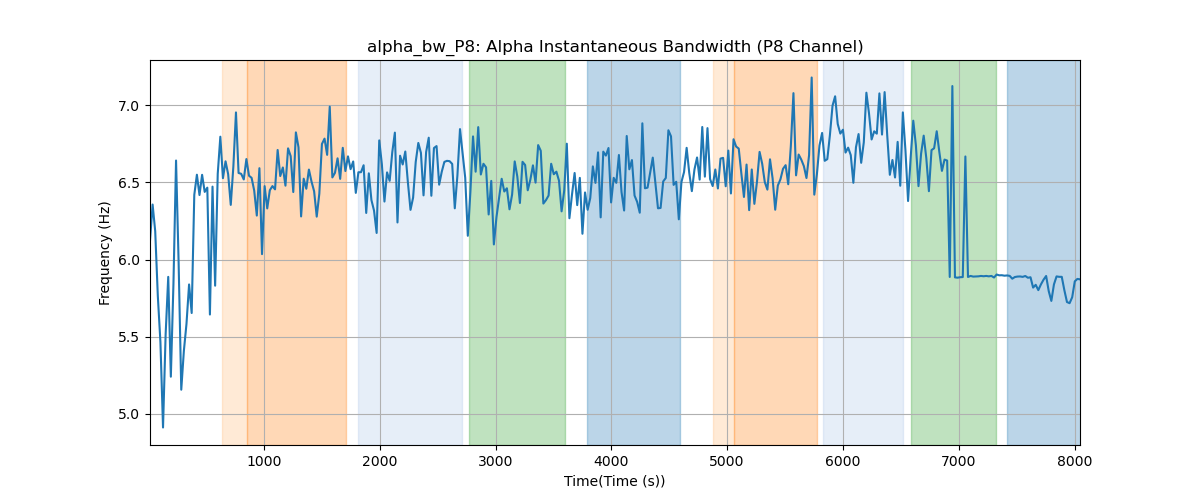 alpha_bw_P8: Alpha Instantaneous Bandwidth (P8 Channel)
Frequency (Hz)
7.0
6.5
6.0
5.5
5.0
1000 2000 3000 4000 5000 6000 7000 8000
Time(Time (s))